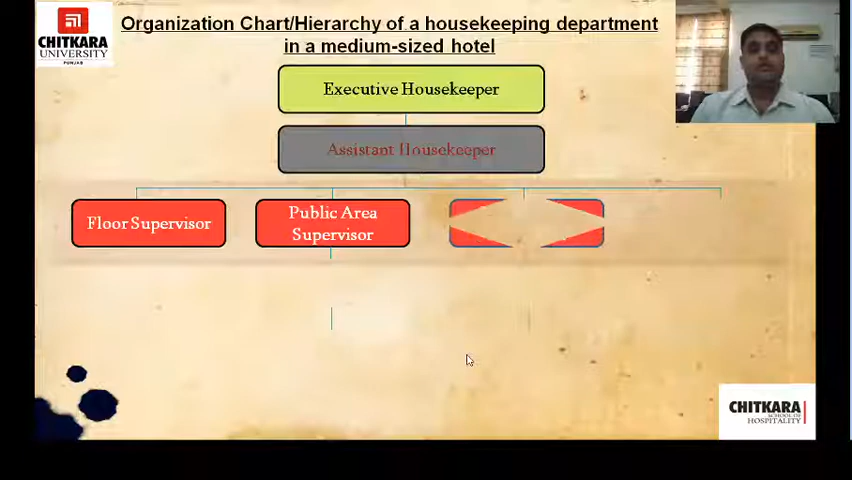 CHITKARA
UNIVERSITY
PUNJAB
Organization Chart/Hierarchy of a housekeeping department
in a medium-sized hotel
Executive Housekeeper
Assistant Housekeeper
Floor Supervisor
Public Area
Supervisor
CHITKARA
SCHOOL OF
HOSPITALITY